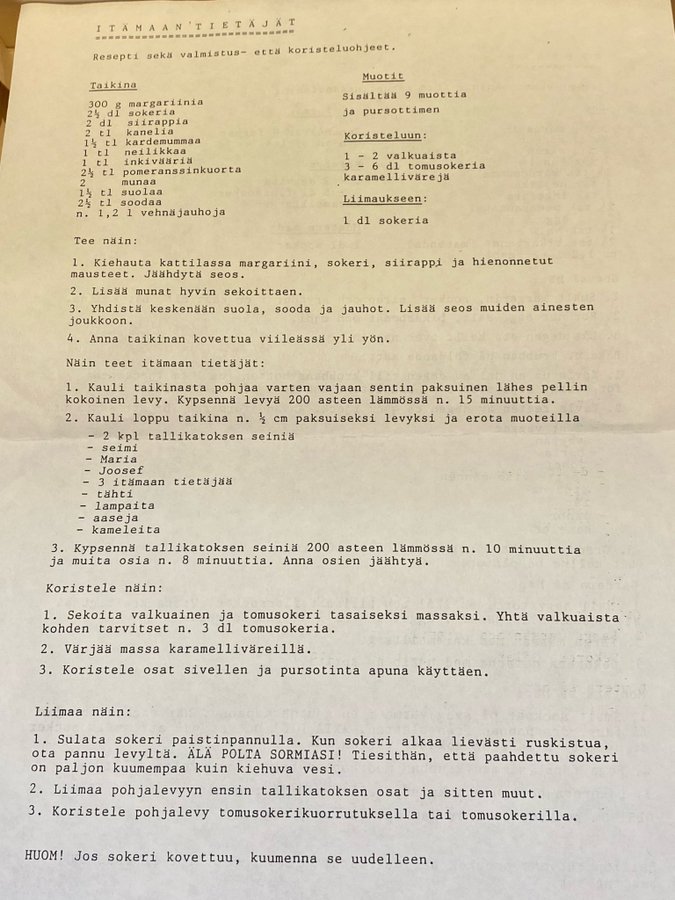 ITÄMAAN TIETÄJÄT
Resepti sekä valmistus- että koristeluohjeet.
Taikina
300 g margariinia
2½ dl sokeria
2 dl siirappia
2 tl kanelia
1½ tl kardemummaa
1 tl neilikkaa
1 tl inkivääriä
2½ tl pomeranssinkuorta
2 munaa
1½ tl suolaa
2½ tl soodaa
n. 1,2 l vehnäjauhoja
Muotit
Sisältää 9 muottia
ja pursottimen
Koristeluun:
1 - 2 valkuaista
3 - 6 dl tomusokeria
karamellivärejä
Liimaukseen:
1 dl sokeria
Tee näin:
1. Kiehauta kattilassa margariini, sokeri, siirappi ja hienonnetut
mausteet. Jäähdytä seos.
2. Lisää munat hyvin sekoittaen.
3. Yhdistä keskenään suola, sooda ja jauhot. Lisää seos muiden ainesten
joukkoon.
4. Anna taikinan kovettua viileässä yli yön.
Näin teet itämaan tietäjät:
1. Kauli taikinasta pohjaa varten vajaan sentin paksuinen lähes pellin
kokoinen levy. Kypsennä levyä 200 asteen lämmössä n. 15 minuuttia.
2. Kauli loppu taikina n. ½ cm paksuiseksi levyksi ja erota muoteilla
- 2 kpl tallikatoksen seiniä
- seimi
- Maria
- Joosef
- 3 itämaan tietäjää
- tähti
- lampaita
- aaseja
- kameleita
3. Kypsennä tallikatoksen seiniä 200 asteen lämmössä n. 10 minuuttia
ja muita osia n. 8 minuuttia. Anna osien jäähtyä.
Koristele näin:
1. Sekoita valkuainen ja tomusokeri tasaiseksi massaksi. Yhtä valkuaista
kohden tarvitset n. 3 dl tomusokeria.
2. Värjää massa karamelliväreillä.
3. Koristele osat sivellen ja pursotinta apuna käyttäen.
Liimaa näin:
1. Sulata sokeri paistinpannulla. Kun sokeri alkaa lievästi ruskistua,
ota pannu levyltä. ÄLÄ POLTA SORMIASI! Tiesithän, että paahdettu sokeri
on paljon kuumempaa kuin kiehuva vesi.
2. Liimaa pohjalevyyn ensin tallikatoksen osat ja sitten muut.
3. Koristele pohjalevy tomusokerikuorrutuksella tai tomusokerilla.
HUOM! Jos sokeri kovettuu, kuumenna se uudelleen.